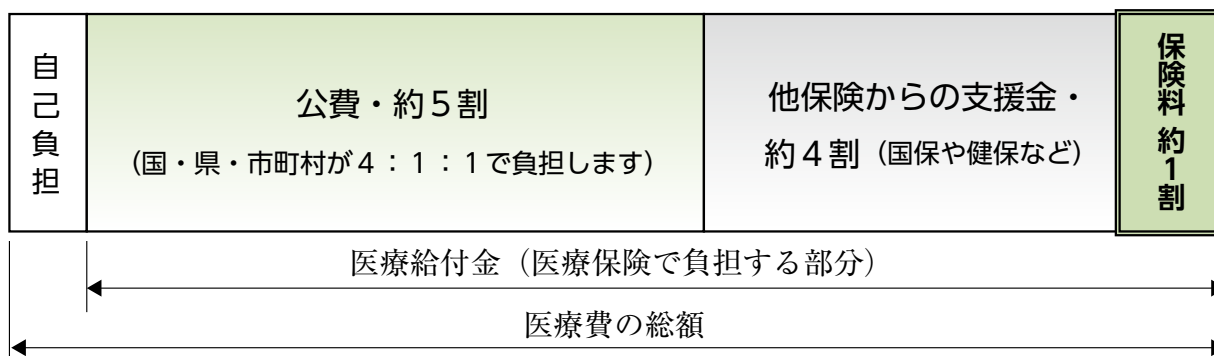 自己負担
公費・約５割
（国・県・市町村が４：１：１で負担します）
他保険からの支援金・
約４割（国保や健保など）
保険料 約１割
医療給付金（医療保険で負担する部分）
医療費の総額